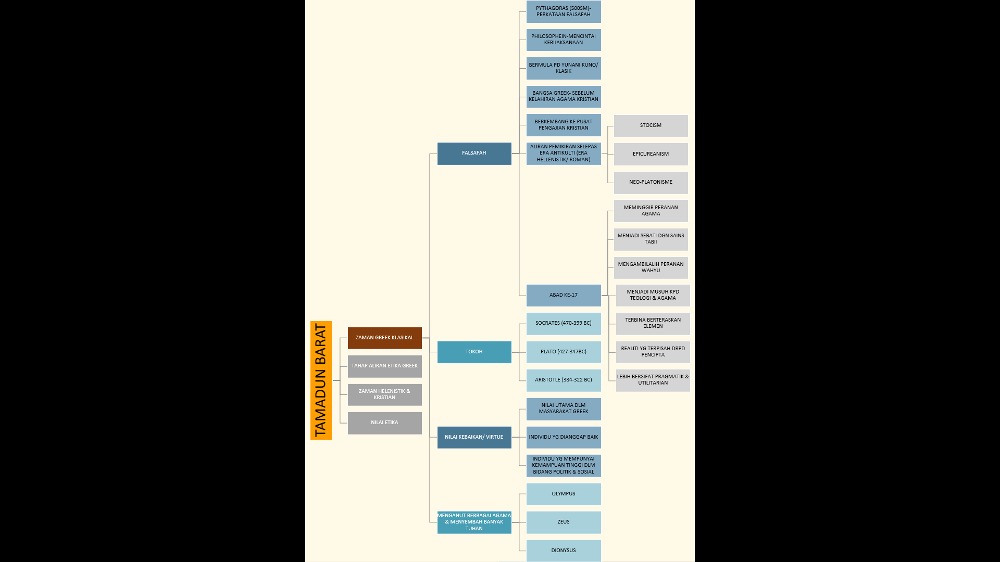 TAMADUN BARAT
ZAMAN GREEK KLASIKAL
TAHAP ALIRAN ETIKA GREEK
ZAMAN HELENISTIK &
KRISTIAN
NILAI ETIKA
FALSAFAH
PYTHAGORAS (500SM)-
PERKATAAN FALSAFAH
PHILOSOPHEIN-MENCINTAI
KEBIJAKSANAAN
BERMULA PD YUNANI KUNO/
KLASIK
BANGSA GREEK- SEBELUM
KELAHIRAN AGAMA KRISTIAN
BERKEMBANG KE PUSAT
PENGAJIAN KRISTIAN
ALIRAN PEMIKIRAN SELEPAS
ERA ANTIKULTI (ERA
HELLENISTIK/ ROMAN)
STOCISM
EPICUREANISM
NEO-PLATONISME
ABAD KE-17
MEMINGGIR PERANAN
AGAMA
MENJADI SEBATI DGN SAINS
TABII
MENGAMBILALIH PERANAN
WAHYU
MENJADI MUSUH KPD
TEOLOGI & AGAMA
TERBINA BERTERASKAN
ELEMEN
REALITI YG TERPISAH DRPD
PENCIPTA
LEBIH BERSIFAT PRAGMATIK &
UTILITARIAN
TOKOH
SOCRATES (470-399 BC)
PLATO (427-347BC)
ARISTOTLE (384-322 BC)
NILAI KEBAIKAN/ VIRTUE
NILAI UTAMA DLM
MASYARAKAT GREEK
INDIVIDU YG DIANGGAP BAIK
INDIVIDU YG MEMPUNYAI
KEMAMPUAN TINGGI DLM
BIDANG POLITIK & SOSIAL
MENGANUT BERBAGAI AGAMA
& MENYEMBAH BANYAK
TUHAN
OLYMPUS
ZEUS
DIONYSUS